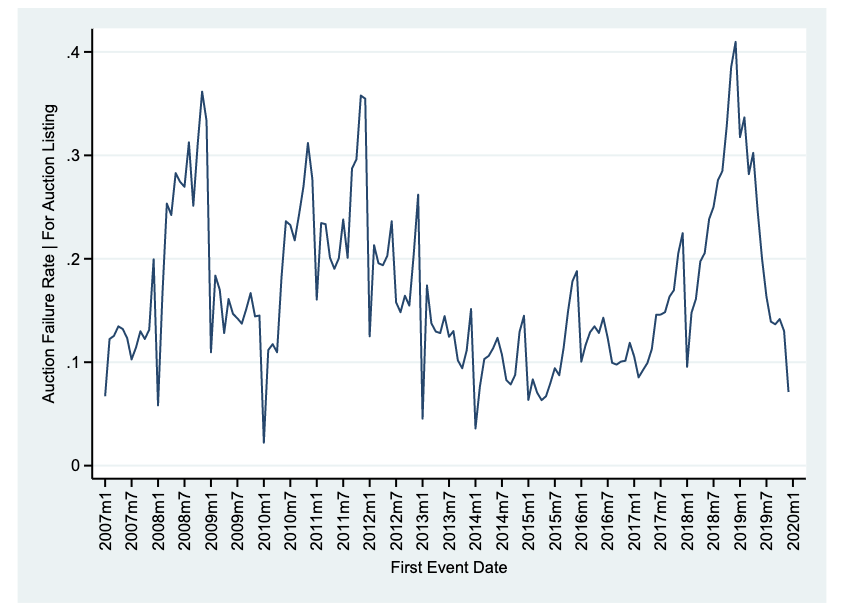 Auction Failure Rate | For Auction Listing
.4
.3
.2
.1
0
2007m1
2007m7
2008m1
2008m7
2009m1
2009m7
2010m1
2010m7
2011m1
2011m7
2012m1
2012m7
2013m1
2013m7
2014m1
2014m7
2015m1
2015m7
2016m1
2016m7
2017m1
2017m7
2018m1
2018m7
2019m1
2019m7
2020m1
First Event Date